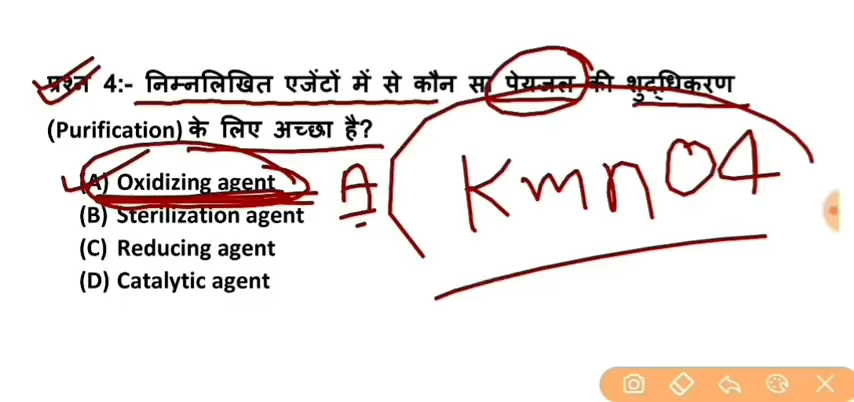 प्रश्न 4:- निम्नलिखित एजेंटों में से कौन सा पेयजल की शुद्धिकरण
(Purification) के लिए अच्छा है?
(A) Oxidizing agent
(B) Sterilization agent
(C) Reducing agent
(D) Catalytic agent
A
KmnO4